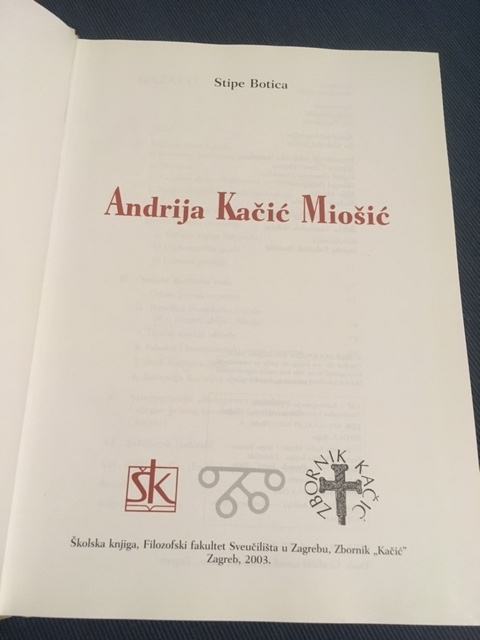 Stipe Botica
Andrija Kačić Miošić
šk
ZBORNIK KAČIĆ
Školska knjiga, Filozofski fakultet Sveučilišta u Zagrebu, Zbornik „Kačić”
Zagreb, 2003.